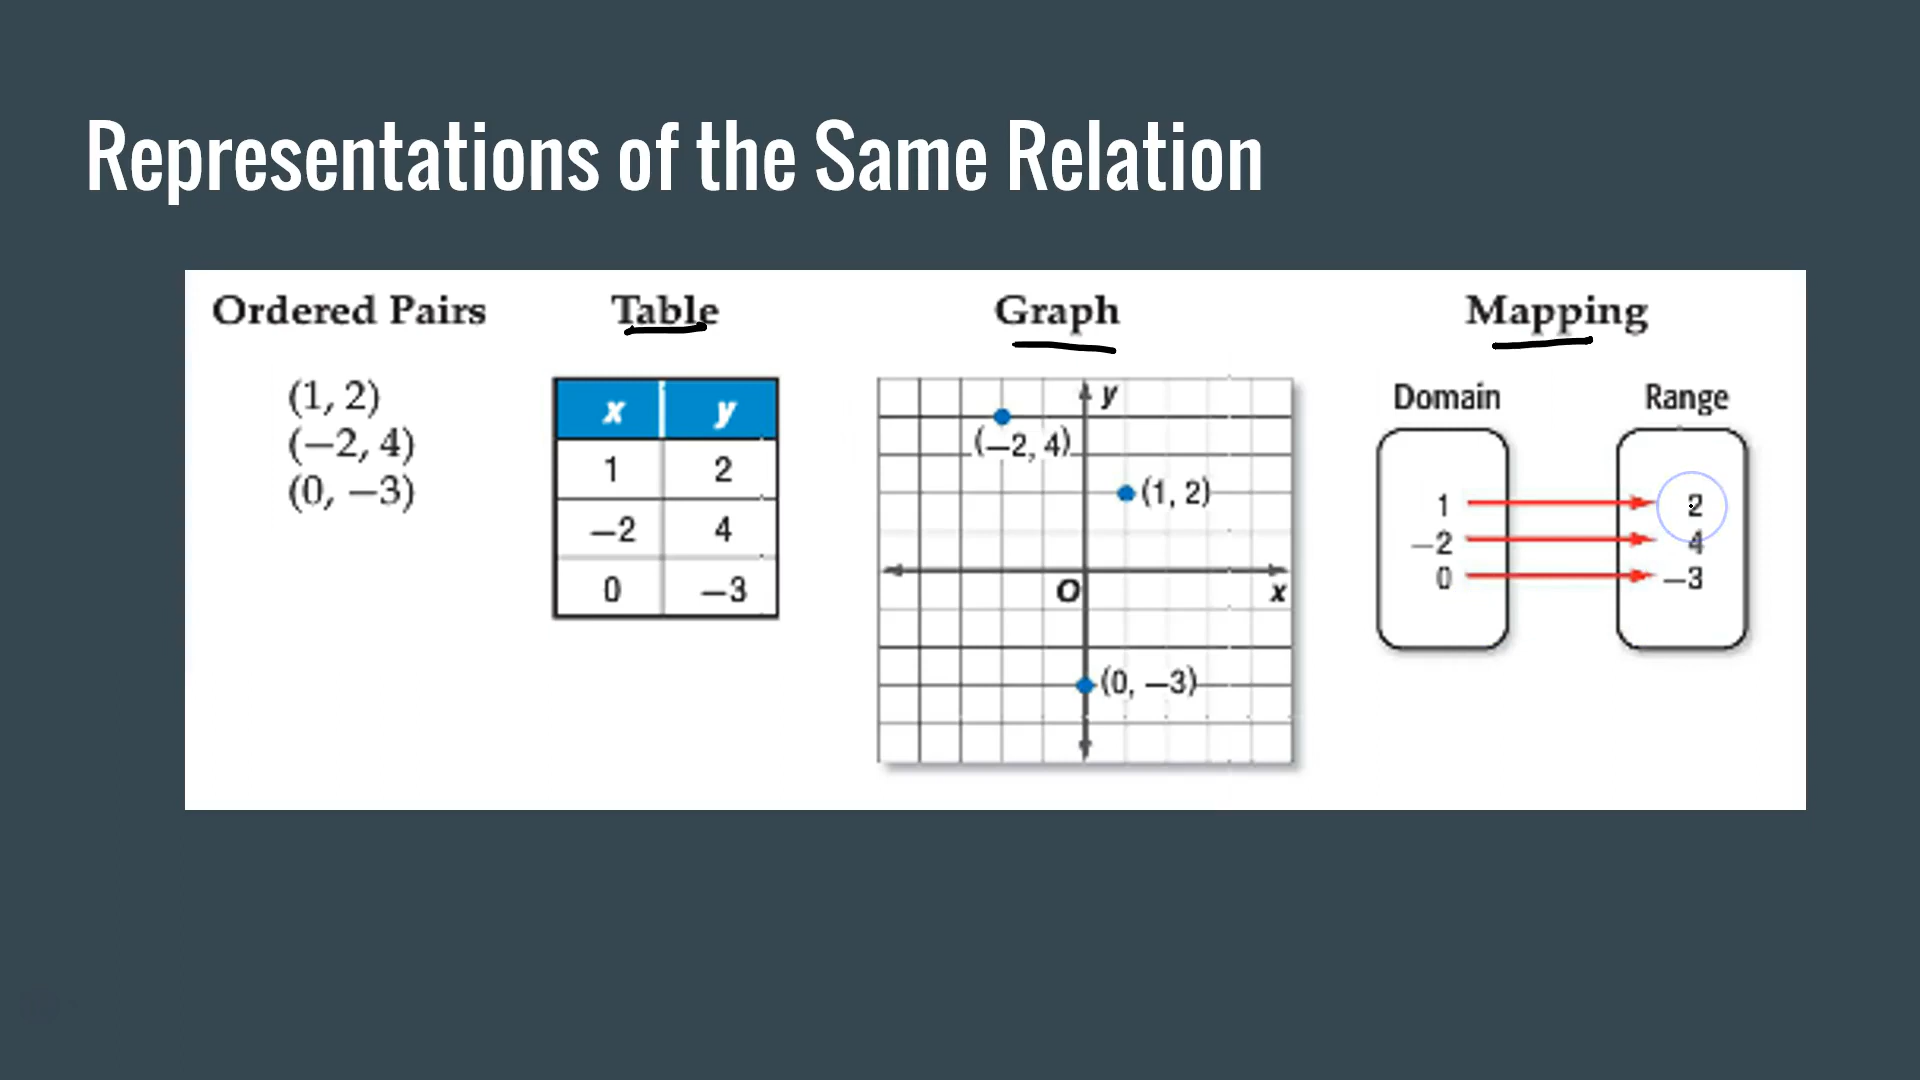 Representations of the Same Relation
Ordered Pairs
(1, 2)
(−2, 4)
(0, −3)
Table
x y
1 2
−2 4
0 −3
Graph
y
(−2, 4)
(1, 2)
O
x
(0, −3)
Mapping
Domain Range
1 2
−2 4
0 −3